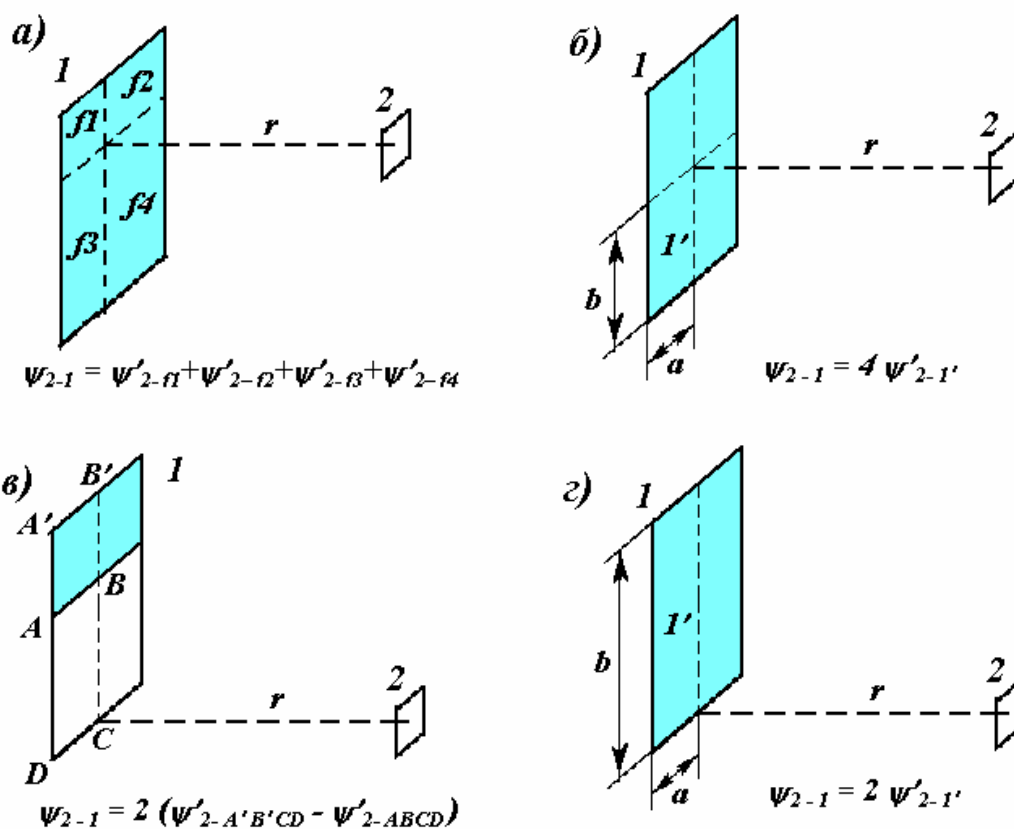 а)
1
f1
f2
f3
f4
r
2
Ψ2-1 = Ψ'2-f1+Ψ'2-f2+Ψ'2-f3+Ψ'2-f4
б)
1
1'
b
a
r
2
Ψ2-1 = 4 Ψ'2-1'
в)
B'
1
A'
B
A
r
2
C
D
Ψ2-1 = 2 (Ψ'2-A'B'CD - Ψ'2-ABCD)
г)
1
1'
b
a
r
2
Ψ2-1 = 2 Ψ'2-1'